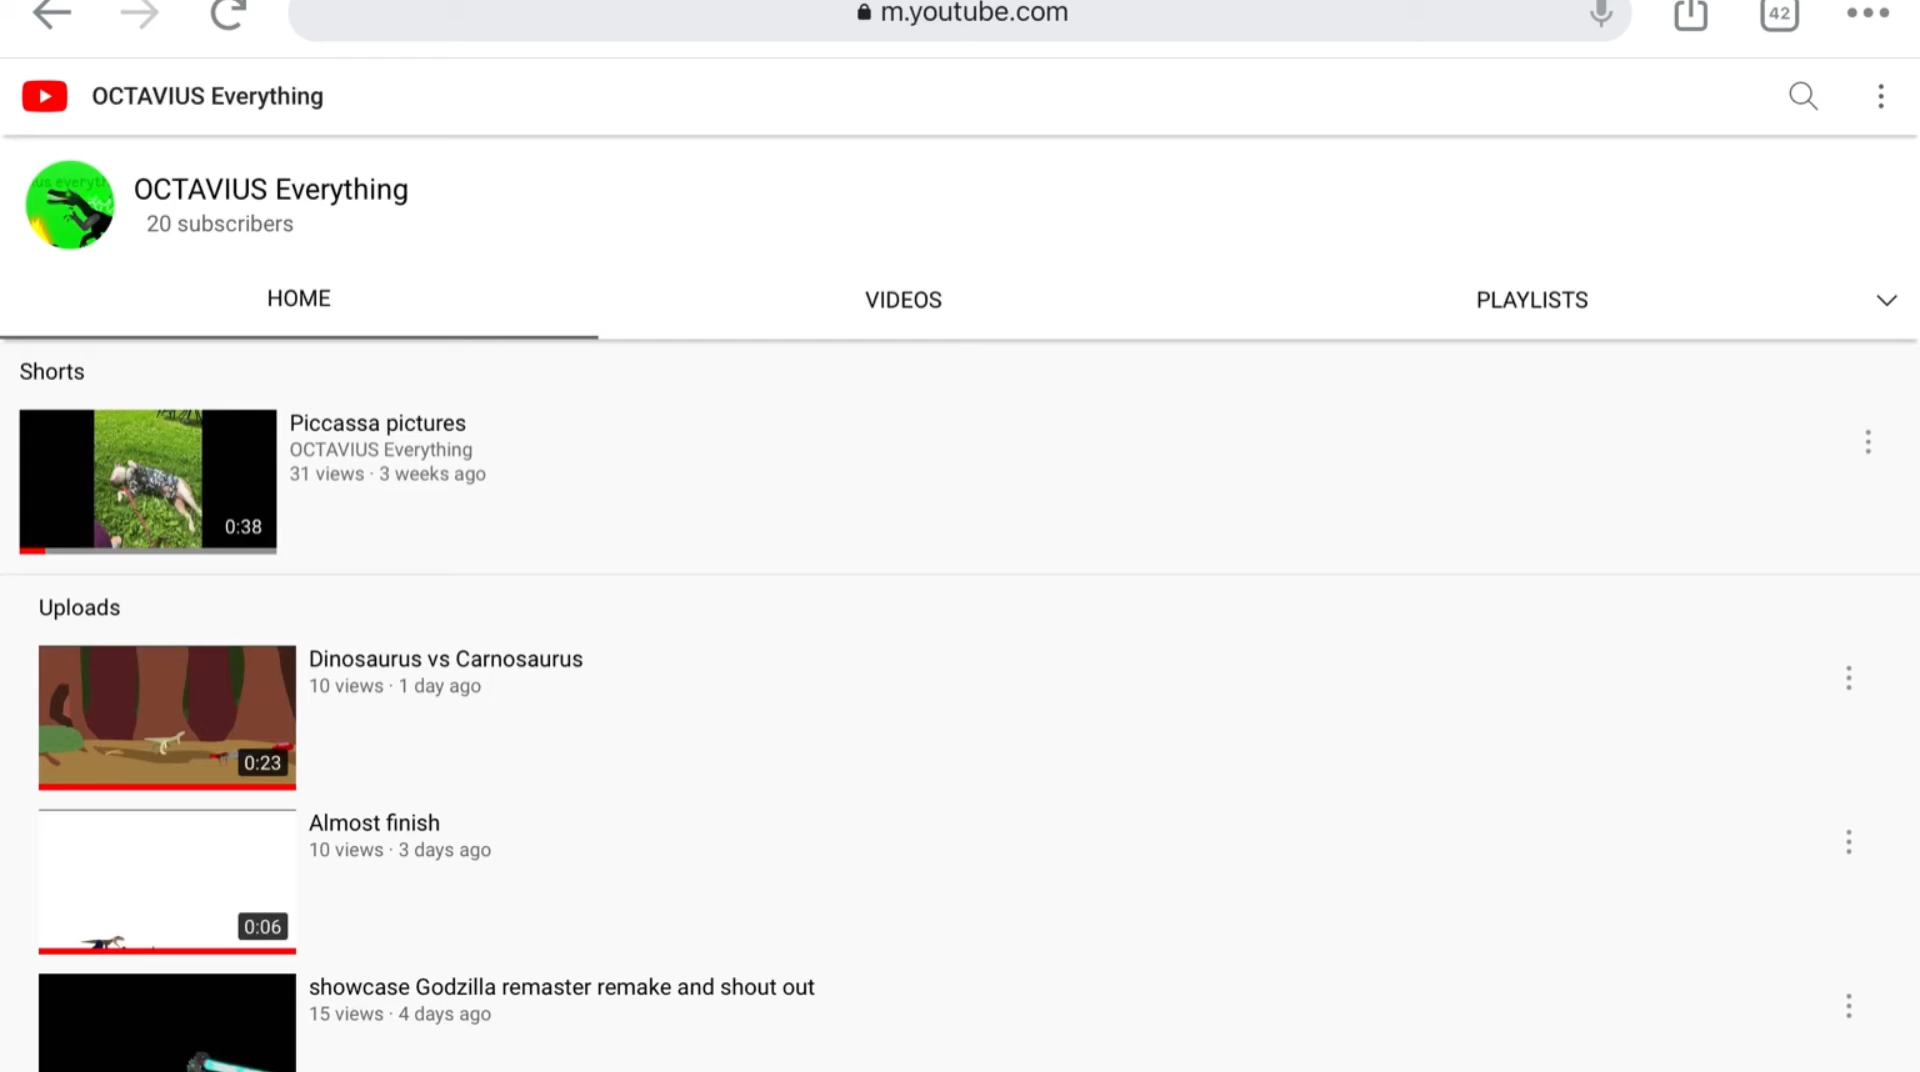 m.youtube.com
42
OCTAVIUS Everything
OCTAVIUS Everything
20 subscribers
HOME
VIDEOS
PLAYLISTS
Shorts
Piccassa pictures
OCTAVIUS Everything
31 views · 3 weeks ago
0:38
Uploads
Dinosaurus vs Carnosaurus
10 views · 1 day ago
0:23
Almost finish
10 views · 3 days ago
0:06
showcase Godzilla remaster remake and shout out
15 views · 4 days ago